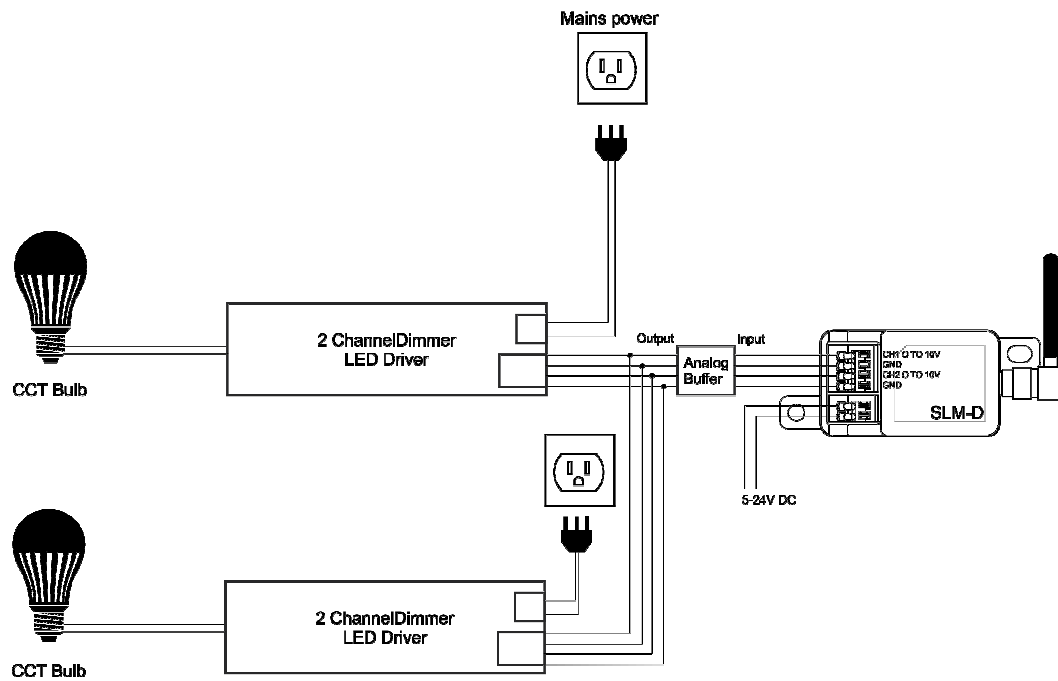 Mains power
2 ChannelDimmer
LED Driver
CCT Bulb
Output
Input
Analog
Buffer
CH1 0 TO 10V
GND
CH2 0 TO 10V
GND
SLM-D
5-24V DC
2 ChannelDimmer
LED Driver
CCT Bulb